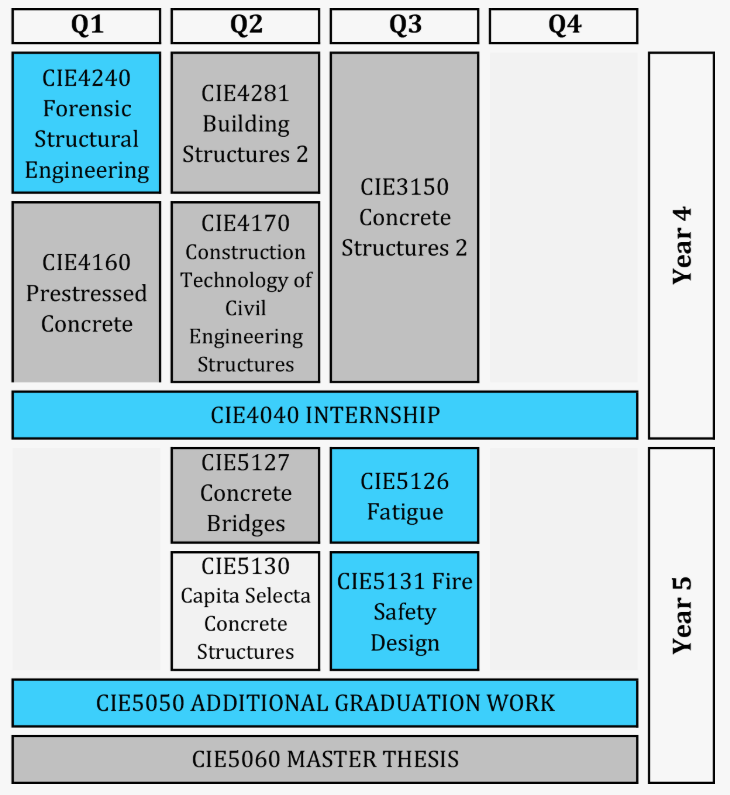 Q1
Q2
Q3
Q4
CIE4240
Forensic
Structural
Engineering
CIE4281
Building
Structures 2
CIE3150
Concrete
Structures 2
CIE4160
Prestressed
Concrete
CIE4170
Construction
Technology of
Civil
Engineering
Structures
Year 4
CIE4040 INTERNSHIP
CIE5127
Concrete
Bridges
CIE5126
Fatigue
CIE5130
Capita Selecta
Concrete
Structures
CIE5131 Fire
Safety
Design
Year 5
CIE5050 ADDITIONAL GRADUATION WORK
CIE5060 MASTER THESIS